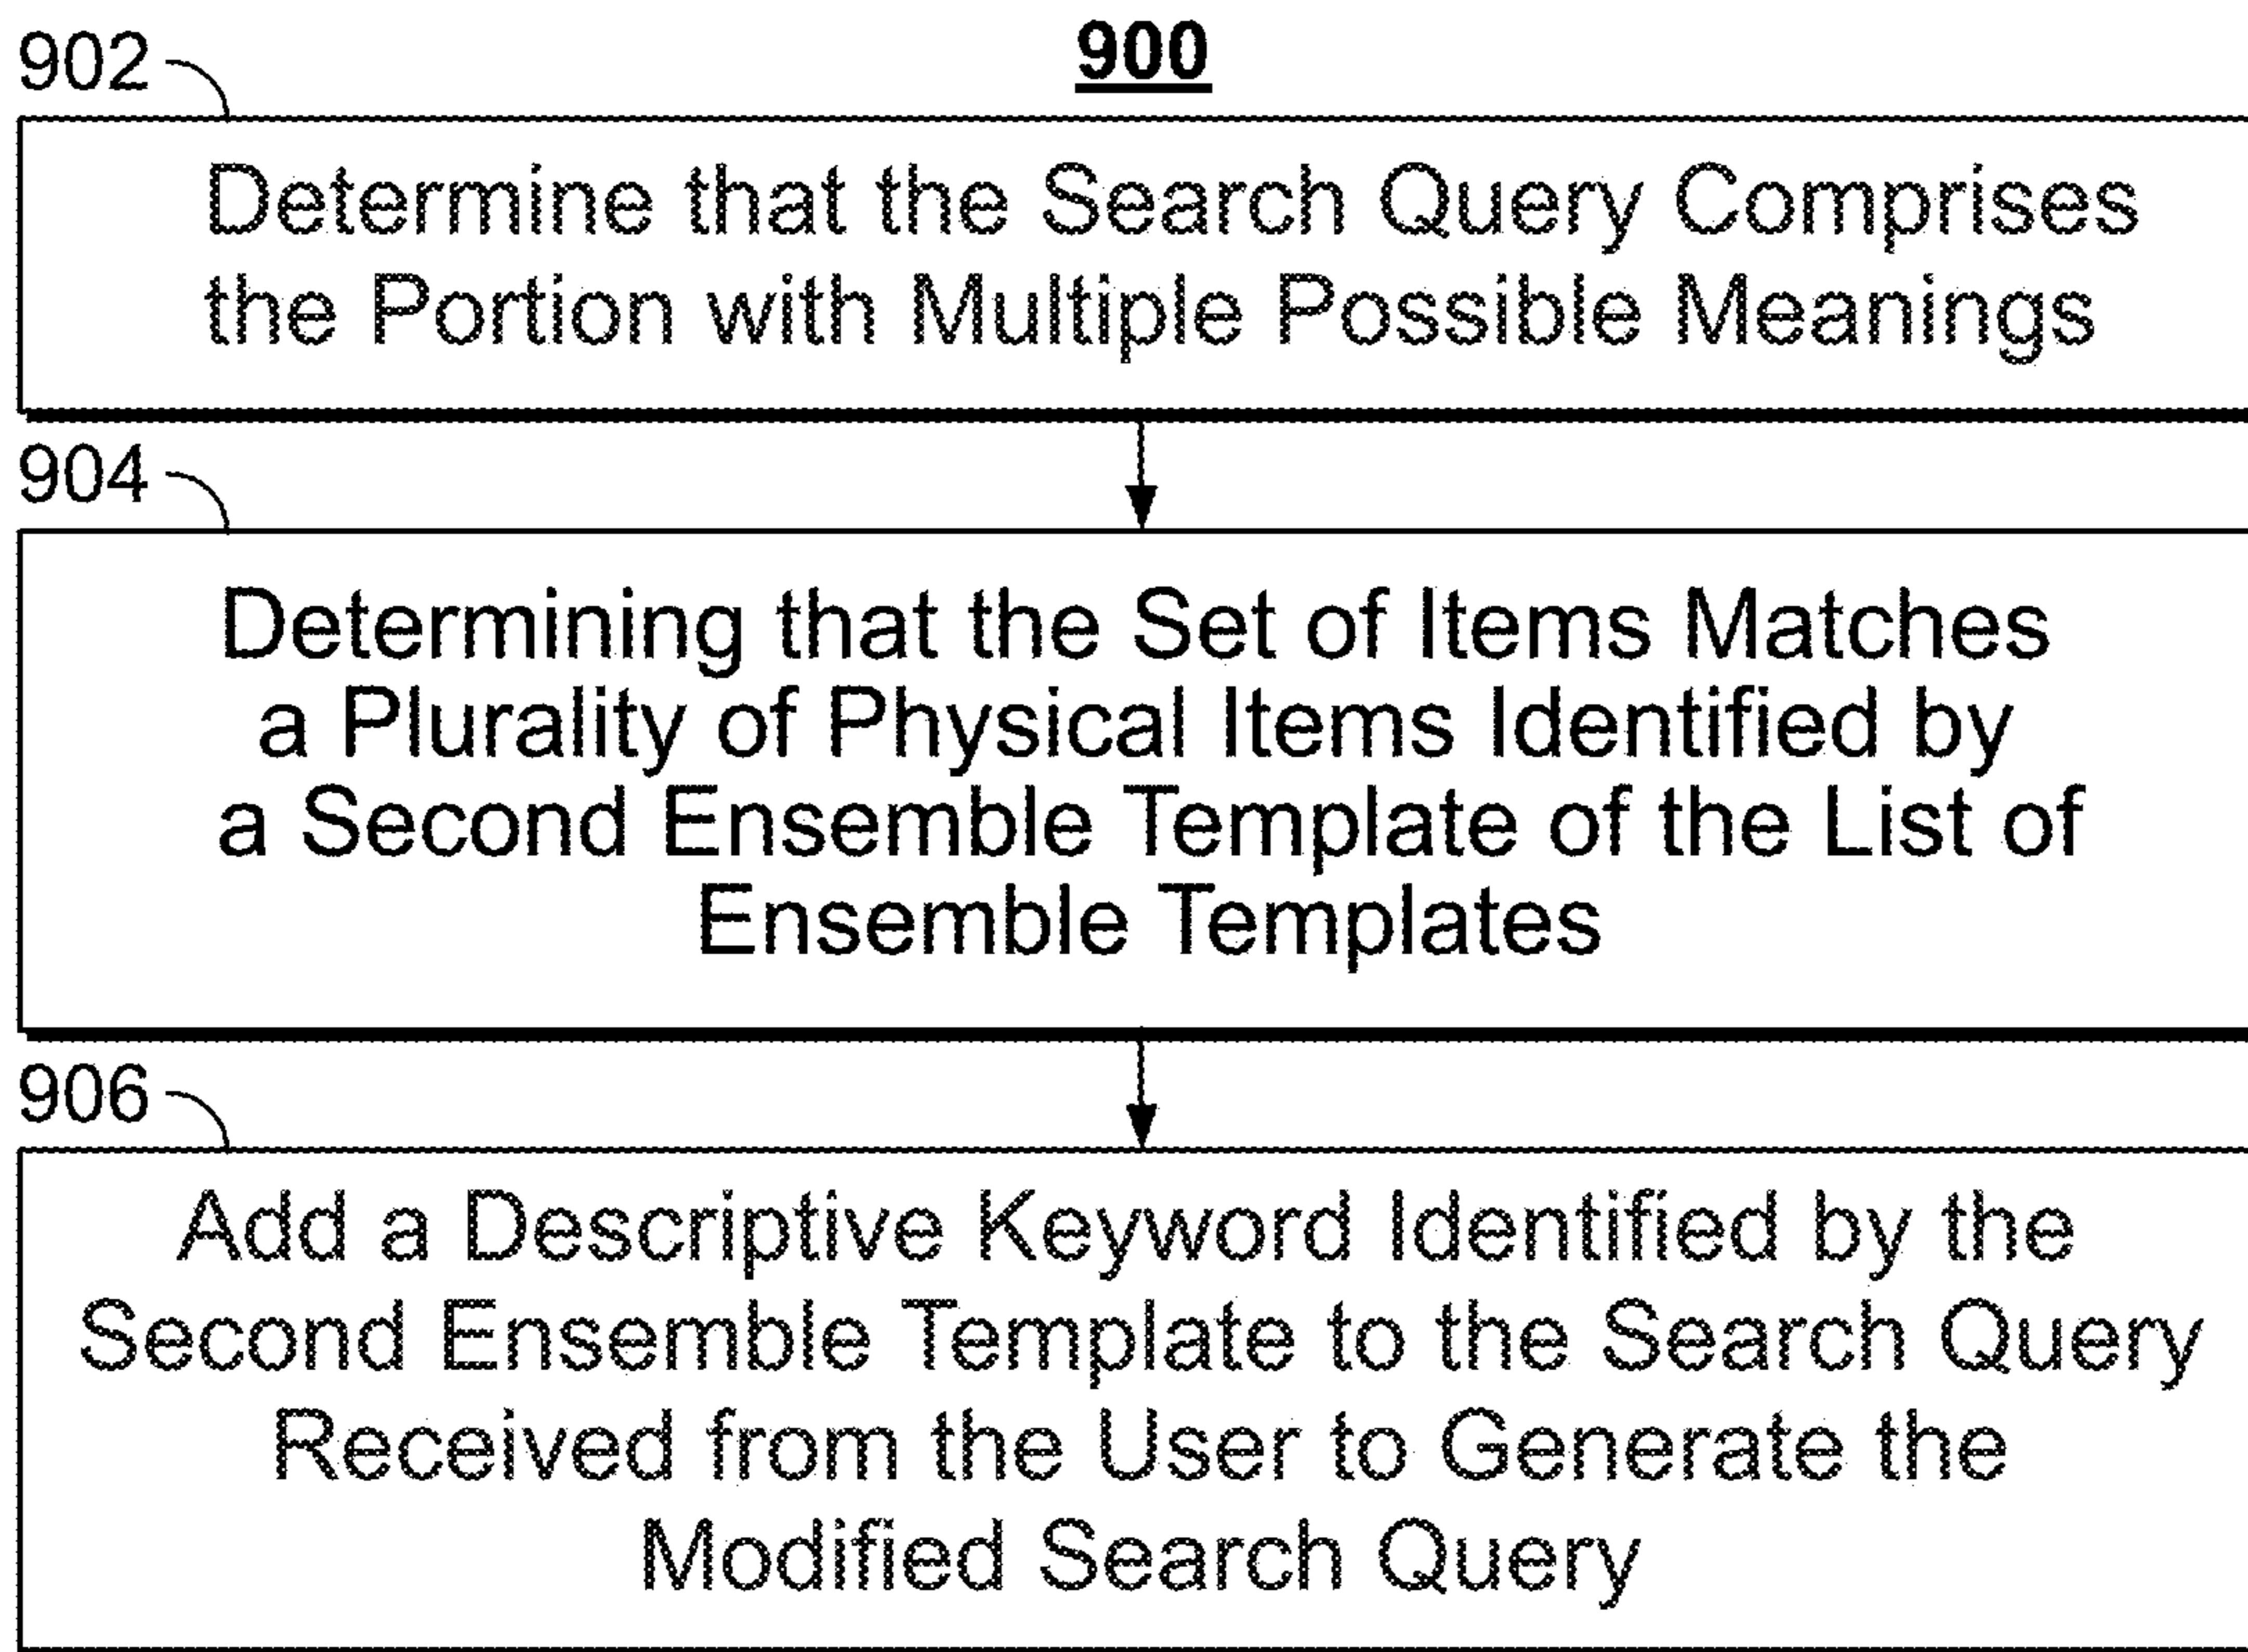 900
902
Determine that the Search Query Comprises
the Portion with Multiple Possible Meanings
904
Determining that the Set of Items Matches
a Plurality of Physical Items Identified by
a Second Ensemble Template of the List of
Ensemble Templates
906
Add a Descriptive Keyword Identified by the
Second Ensemble Template to the Search Query
Received from the User to Generate the
Modified Search Query